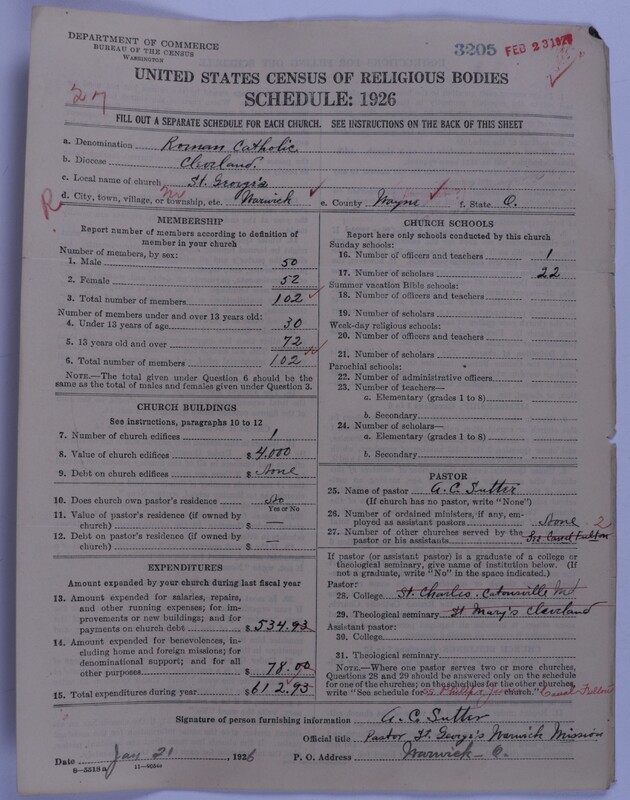 DEPARTMENT OF COMMERCE
BUREAU OF THE CENSUS
WASHINGTON
3205 FEB 23 1927
UNITED STATES CENSUS OF RELIGIOUS BODIES
SCHEDULE: 1926
27
FILL OUT A SEPARATE SCHEDULE FOR EACH CHURCH. SEE INSTRUCTIONS ON THE BACK OF THIS SHEET
a. Denomination Roman Catholic
b. Diocese Cleveland.
c. Local name of church St. George's
R
d. City, town, village, or township, etc. Warwick e. County Wayne f. State O.
MEMBERSHIP
Report number of members according to definition of
member in your church
Number of members, by sex:
1. Male 50
2. Female 52
3. Total number of members 102
Number of members under and over 13 years old:
4. Under 13 years of age 30
5. 13 years old and over 72
6. Total number of members 102
NOTE.—The total given under Question 6 should be the
same as the total of males and females given under Question 3.
CHURCH BUILDINGS
See instructions, paragraphs 10 to 12
7. Number of church edifices 1
8. Value of church edifices $ 4,000
9. Debt on church edifices $ None
10. Does church own pastor's residence No
Yes or No
11. Value of pastor's residence (if owned by
church) $ —
12. Debt on pastor's residence (if owned by
church) $ —
EXPENDITURES
Amount expended by your church during last fiscal year
13. Amount expended for salaries, repairs,
and other running expenses; for im-
provements or new buildings; and for
payments on church debt $ 534.93
14. Amount expended for benevolences, in-
cluding home and foreign missions; for
denominational support; and for all
other purposes $ 78.00
15. Total expenditures during year $ 612.93
CHURCH SCHOOLS
Report here only schools conducted by this church
Sunday schools:
16. Number of officers and teachers 1
17. Number of scholars 22
Summer vacation Bible schools:
18. Number of officers and teachers
19. Number of scholars
Week-day religious schools:
20. Number of officers and teachers
21. Number of scholars
Parochial schools:
22. Number of administrative officers
23. Number of teachers—
a. Elementary (grades 1 to 8)
b. Secondary
24. Number of scholars—
a. Elementary (grades 1 to 8)
b. Secondary
PASTOR
25. Name of pastor A. C. Sutter
(If church has no pastor, write "None")
26. Number of ordained ministers, if any, em-
ployed as assistant pastors None
27. Number of other churches served by the 2
pastor or his assistants Canal Fulton
If pastor (or assistant pastor) is a graduate of a college or
theological seminary, give name of institution below. (If
not a graduate, write "No" in the space indicated.)
Pastor:
28. College St. Charles. Catonsville Md
29. Theological seminary St Mary's Cleveland
Assistant pastor:
30. College
31. Theological seminary
NOTE.—Where one pastor serves two or more churches,
Questions 28 and 29 should be answered only on the schedule
for one of the churches; on the schedules for the other churches,
write "See schedule for church." Canal Fulton
Signature of person furnishing information A. C. Sutter
Official title Pastor St. George's Warwick Mission
Date Jan 21, 1926 P. O. Address Warwick O.
8—5518a 11—9050c